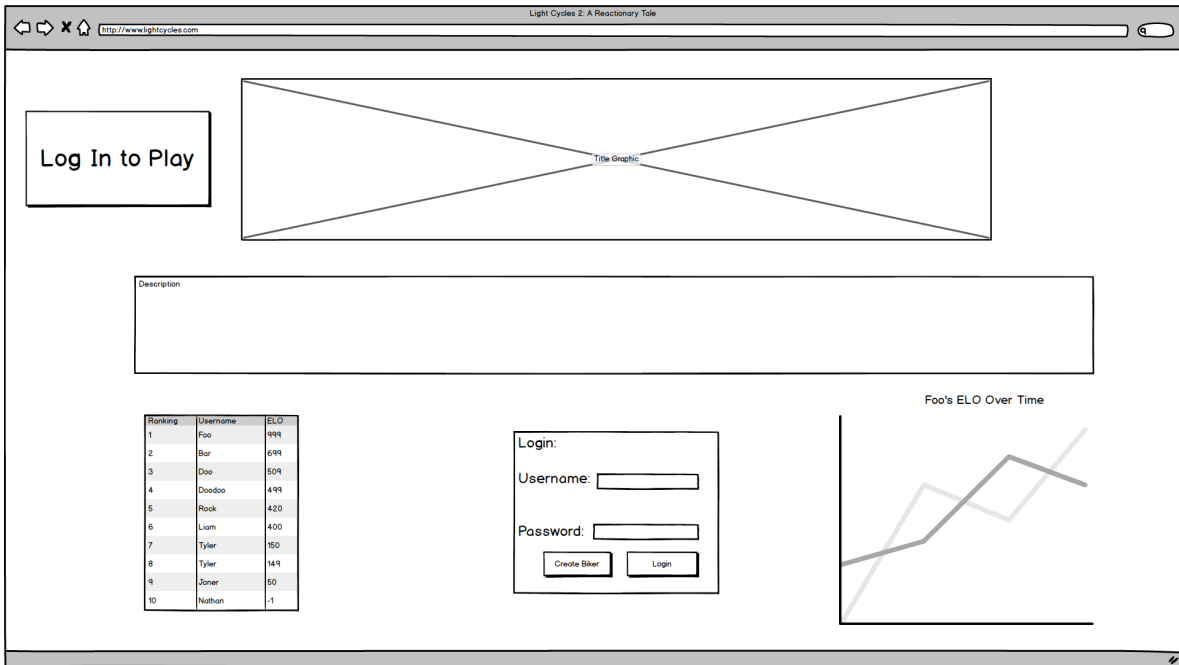 Light Cycles 2: A Reactionary Tale
http://www.lightcycles.com
Log In to Play
Title Graphic
Description
Ranking Username ELO
1 Foo 999
2 Bar 699
3 Doo 509
4 Doodoo 499
5 Rock 420
6 Liam 400
7 Tyler 150
8 Tyler 149
9 Joner 50
10 Nathan -1
Login:
Username:
Password:
Create Biker Login
Foo's ELO Over Time